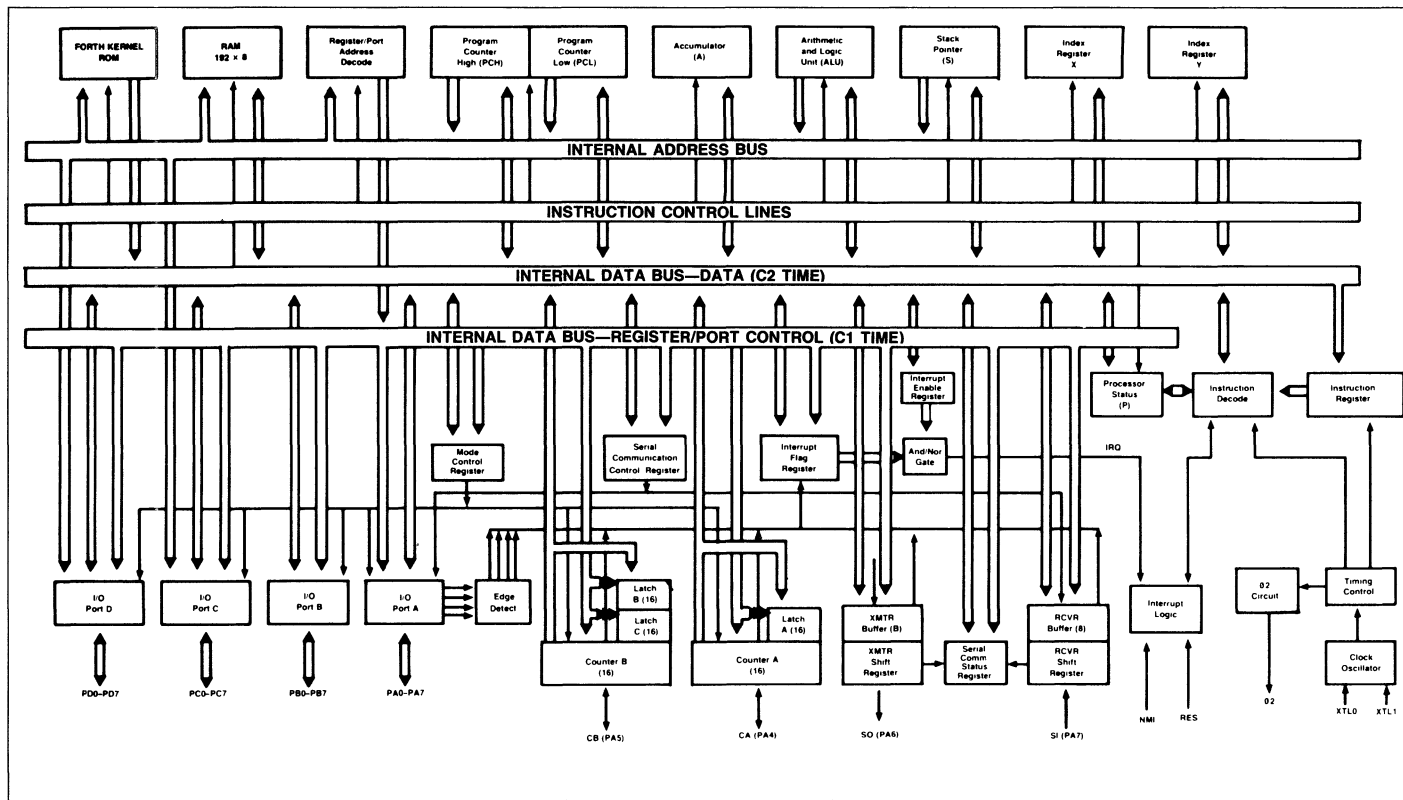 FORTH KERNEL
ROM
RAM
192 × 8
Register/Port
Address
Decode
Program
Counter
High (PCH)
Program
Counter
Low (PCL)
Accumulator
(A)
Arithmetic
and Logic
Unit (ALU)
Stack
Pointer
(S)
Index
Register
X
Index
Register
Y
INTERNAL ADDRESS BUS
INSTRUCTION CONTROL LINES
INTERNAL DATA BUS—DATA (C2 TIME)
INTERNAL DATA BUS—REGISTER/PORT CONTROL (C1 TIME)
Interrupt
Enable
Register
Processor
Status
(P)
Instruction
Decode
Instruction
Register
Mode
Control
Register
Serial
Communication
Control Register
Interrupt
Flag
Register
And/Nor
Gate
IRQ
I/O
Port D
I/O
Port C
I/O
Port B
I/O
Port A
Edge
Detect
Latch
B (16)
Latch
C (16)
Counter B
(16)
Latch
A (16)
Counter A
(16)
XMTR
Buffer (B)
XMTR
Shift
Register
Serial
Comm
Status
Register
RCVR
Buffer (8)
RCVR
Shift
Register
Interrupt
Logic
02
Circuit
Timing
Control
Clock
Oscillator
PD0-PD7
PC0-PC7
PB0-PB7
PA0-PA7
CB (PA5)
CA (PA4)
SO (PA6)
SI (PA7)
NMI
RES
02
XTL0
XTL1